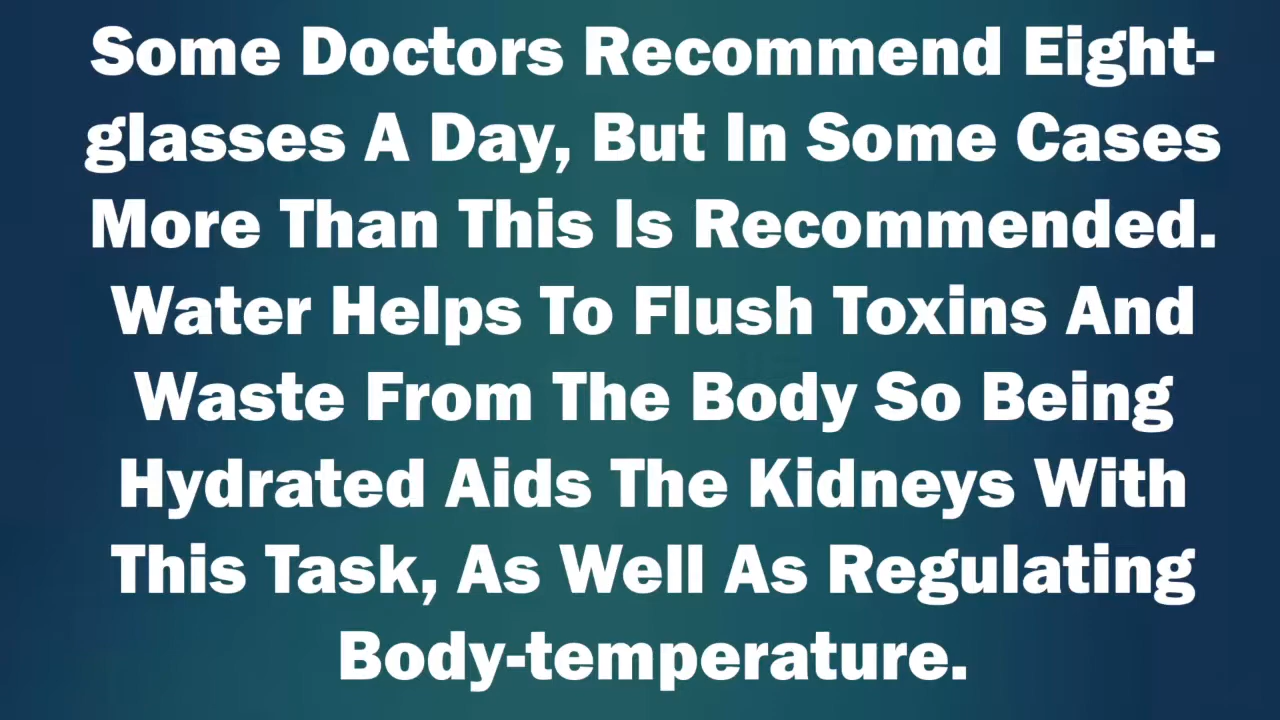 Some Doctors Recommend Eight-
glasses A Day, But In Some Cases
More Than This Is Recommended.
Water Helps To Flush Toxins And
Waste From The Body So Being
Hydrated Aids The Kidneys With
This Task, As Well As Regulating
Body-temperature.